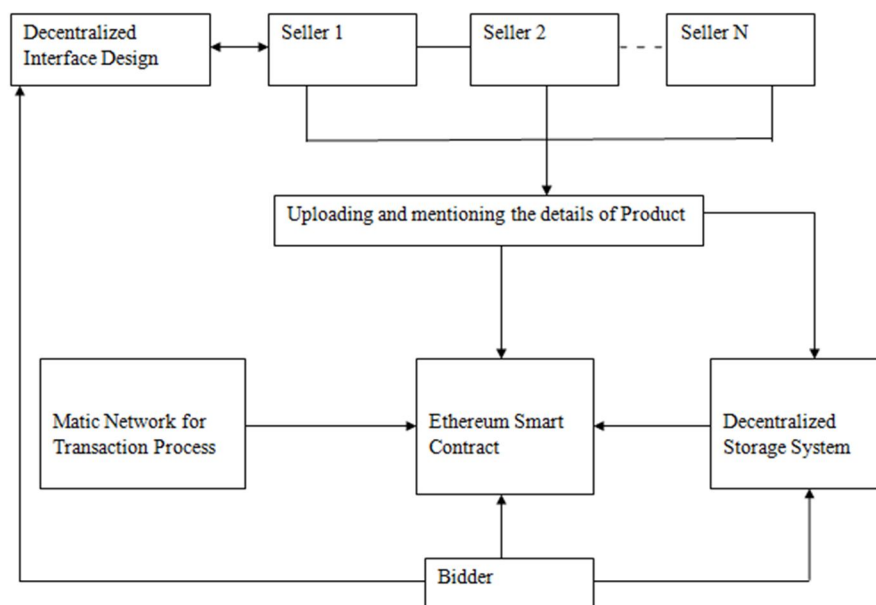 Decentralized
Interface Design
Seller 1
Seller 2
Seller N
Uploading and mentioning the details of Product
Matic Network for
Transaction Process
Ethereum Smart
Contract
Decentralized
Storage System
Bidder